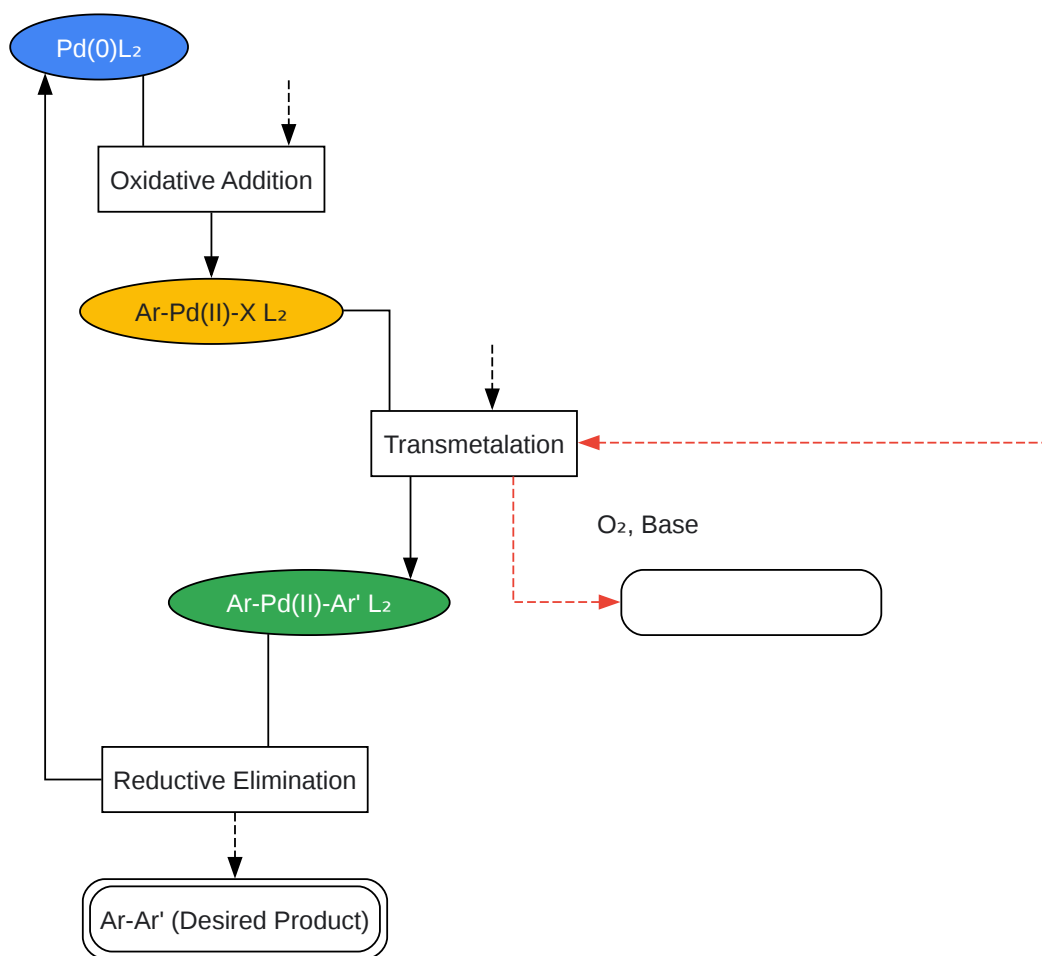 Pd(0)L₂
Oxidative Addition
Ar-Pd(II)-X L₂
Transmetalation
O₂, Base
Ar-Pd(II)-Ar' L₂
Reductive Elimination
Ar-Ar' (Desired Product)